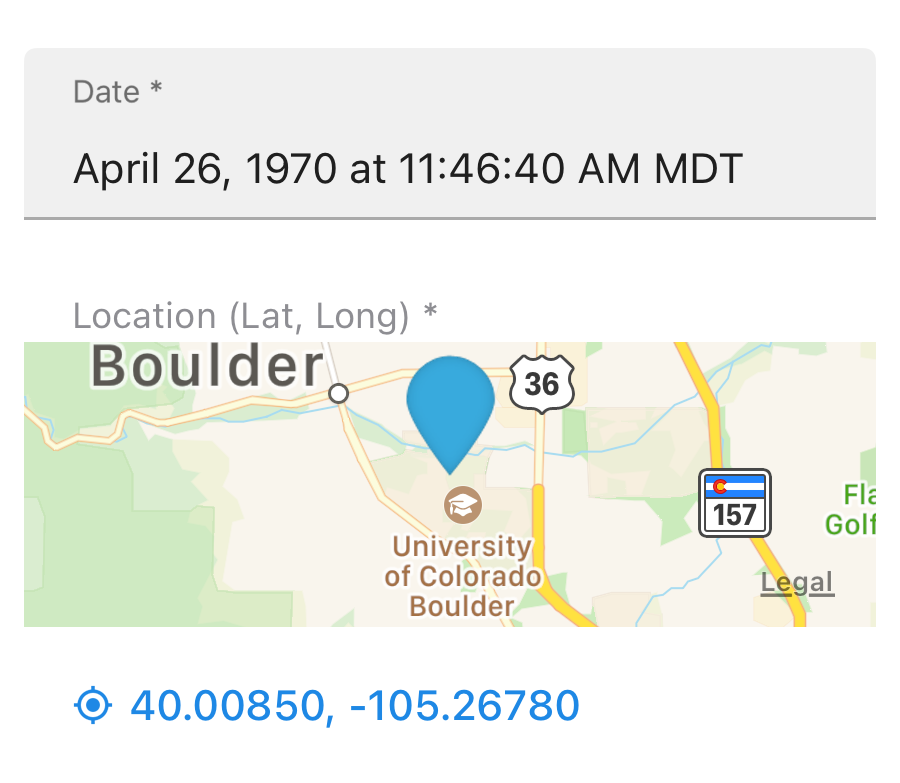 Date *
April 26, 1970 at 11:46:40 AM MDT
Location (Lat, Long) *
Boulder
36
157
Fla
Golf
University
of Colorado
Boulder
Legal
40.00850, -105.26780